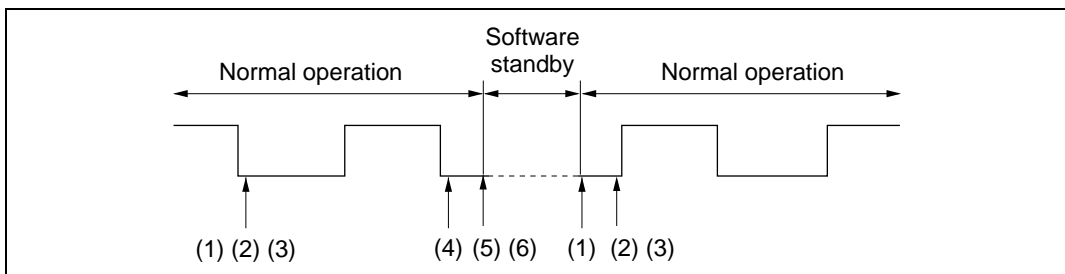 Software
standby
Normal operation
Normal operation
(1) (2) (3)
(4)
(5) (6)
(1)
(2) (3)